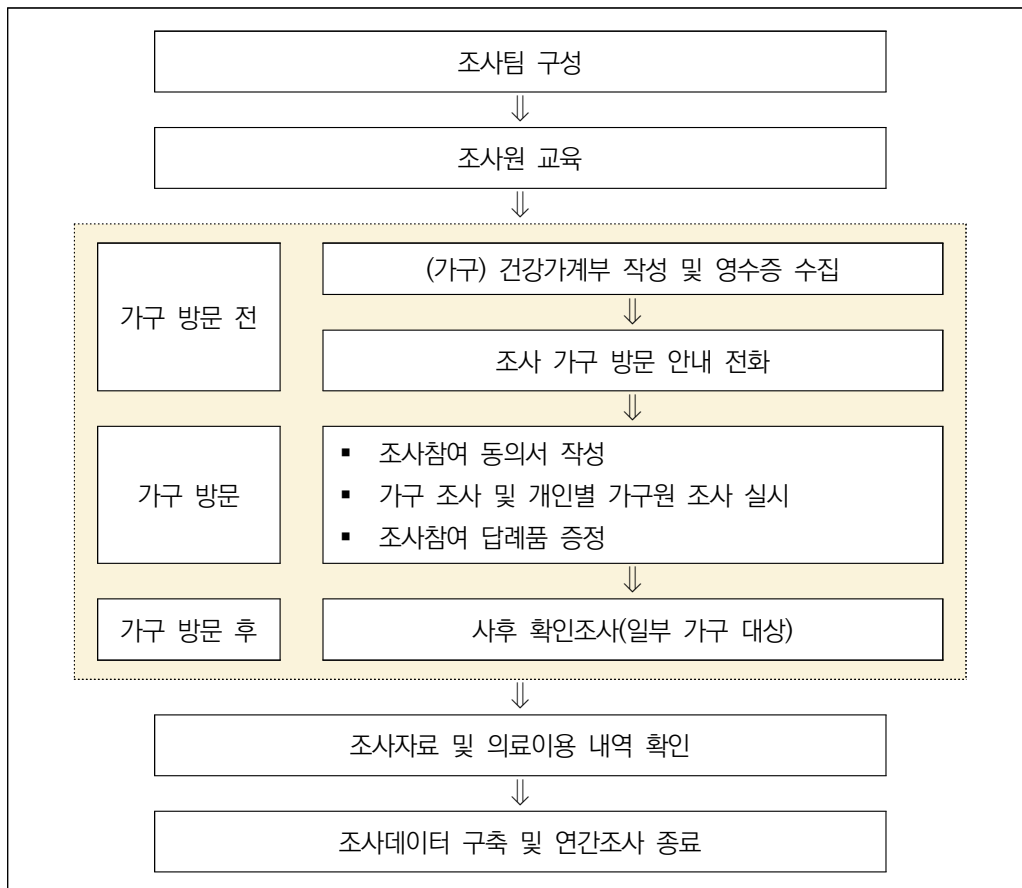 조사팀 구성
⇓
조사원 교육
⇓
가구 방문 전
(가구) 건강가계부 작성 및 영수증 수집
⇓
조사 가구 방문 안내 전화
⇓
가구 방문
▪ 조사참여 동의서 작성
▪ 가구 조사 및 개인별 가구원 조사 실시
▪ 조사참여 답례품 증정
⇓
가구 방문 후
사후 확인조사(일부 가구 대상)
⇓
조사자료 및 의료이용 내역 확인
⇓
조사데이터 구축 및 연간조사 종료